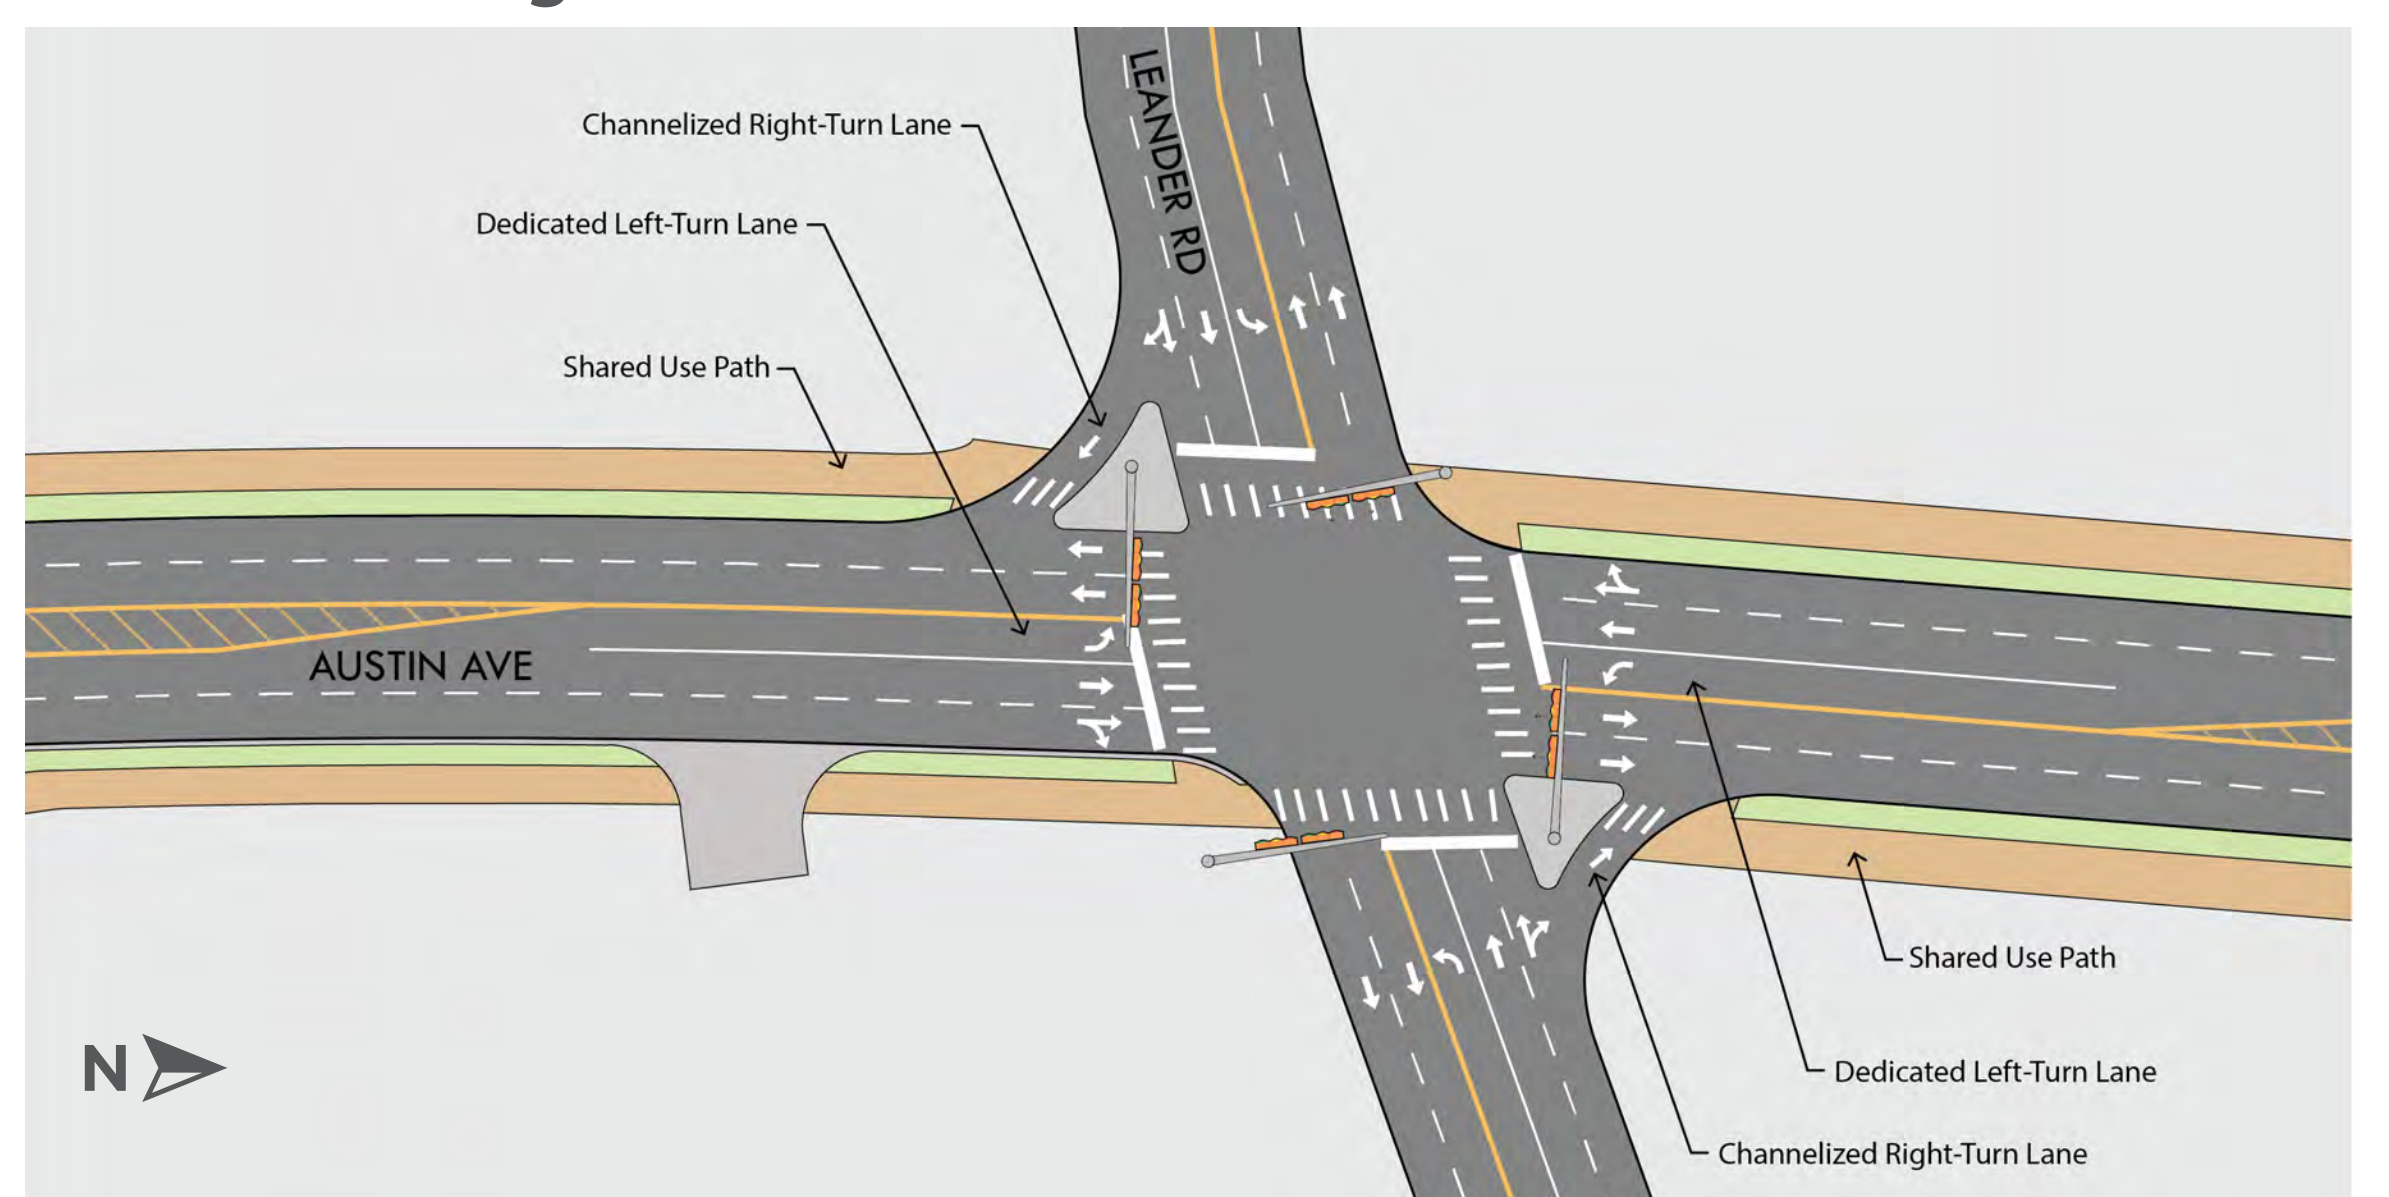 LEANDER RD
Channelized Right-Turn Lane
Dedicated Left-Turn Lane
Shared Use Path
AUSTIN AVE
Shared Use Path
N
Dedicated Left-Turn Lane
Channelized Right-Turn Lane